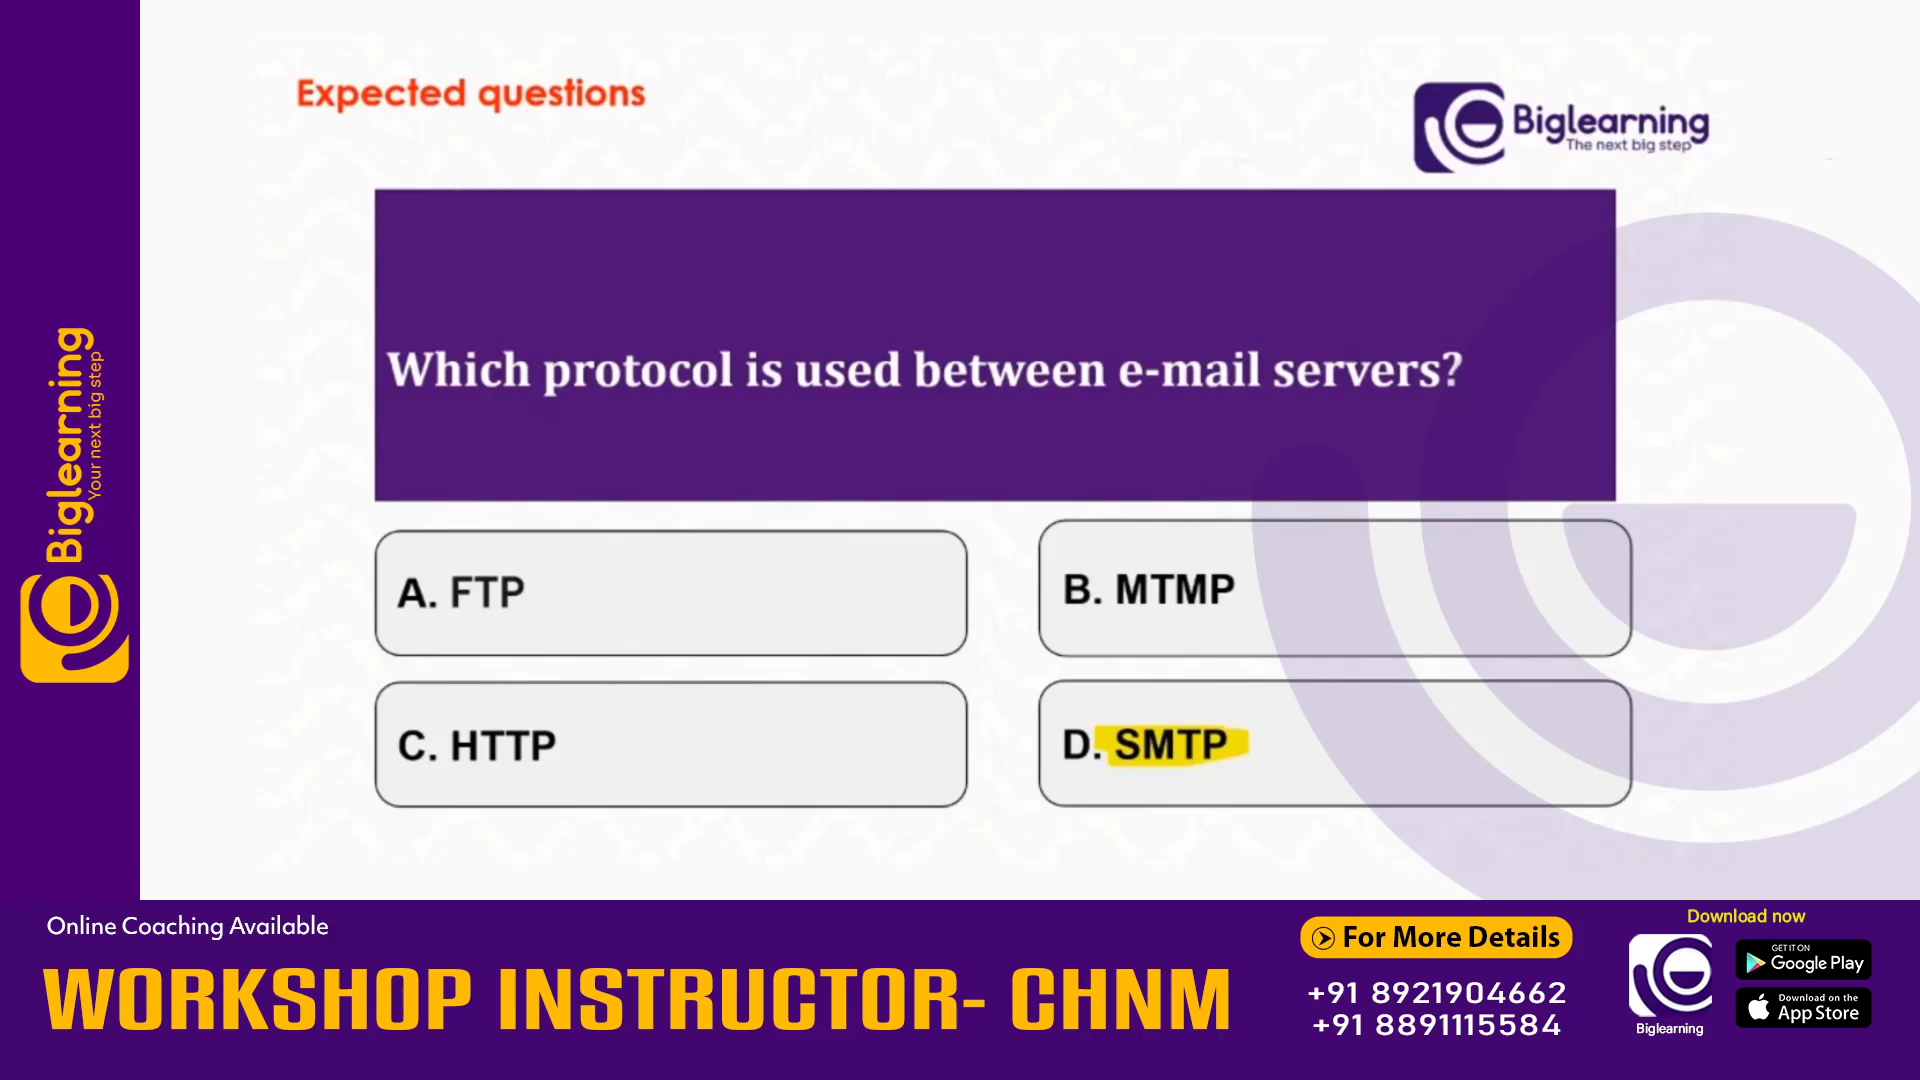 Expected questions
Biglearning
The next big step
Which protocol is used between e-mail servers?
A. FTP
B. MTMP
C. HTTP
D. SMTP
Biglearning
Your next big step
Online Coaching Available
WORKSHOP INSTRUCTOR- CHNM
For More Details
+91 8921904662
+91 8891115584
Download now
Biglearning
GET IT ON
Google Play
Download on the
App Store